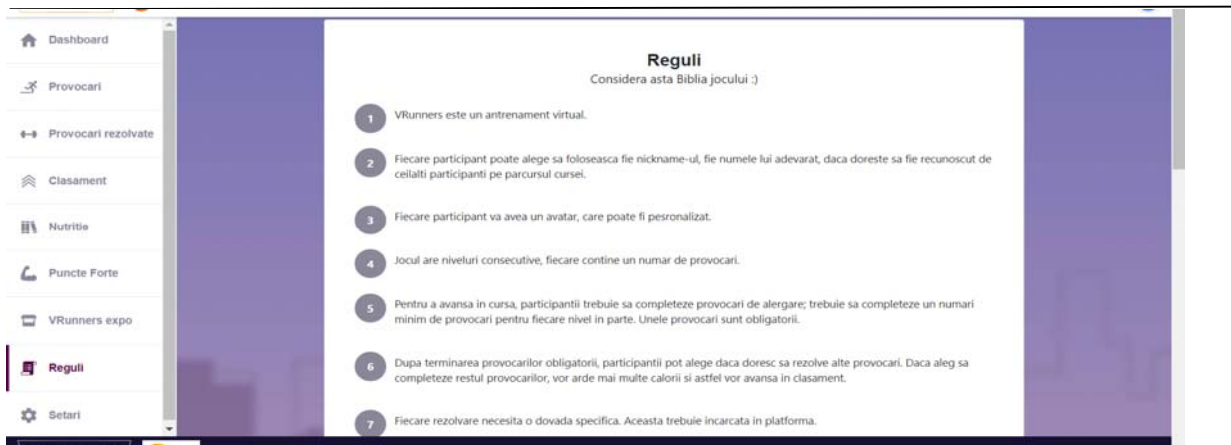 Dashboard
Provocari
Provocari rezolvate
Clasament
Nutritie
Puncte Forte
VRunners expo
Reguli
Setari
Reguli
Considera asta Biblia jocului :)
1 VRunners este un antrenament virtual.
2 Fiecare participant poate alege sa foloseasca fie nickname-ul, fie numele lui adevarat, daca doreste sa fie recunoscut de
ceilalti participanti pe parcursul cursei.
3 Fiecare participant va avea un avatar, care poate fi pesronalizat.
4 Jocul are niveluri consecutive, fiecare contine un numar de provocari.
5 Pentru a avansa in cursa, participantii trebuie sa completeze provocari de alergare; trebuie sa completeze un numari
minim de provocari pentru fiecare nivel in parte. Unele provocari sunt obligatorii.
6 Dupa terminarea provocarilor obligatorii, participantii pot alege daca doresc sa rezolve alte provocari. Daca aleg sa
completeze restul provocarilor, vor arde mai multe calorii si astfel vor avansa in clasament.
7 Fiecare rezolvare necesita o dovada specifica. Aceasta trebuie incarcata in platforma.